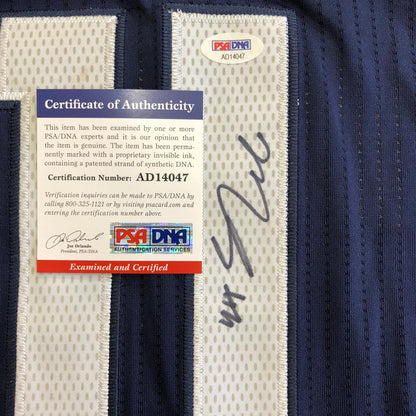 PSA/DNA
AD14047
Certificate of Authenticity
This item has been examined by one or more
PSA/DNA experts and it is our opinion that
the item is genuine. The item has been per-
manently marked with a proprietary invisible ink,
containing a patented strand of synthetic DNA.
Certification Number: AD14047
Verification inquiries can be made to PSA/DNA by
calling 800-325-1121 or by visiting psacard.com and
entering the certification number above.
Joe Orlando
President, PSA/DNA
PSA/DNA
AUTHENTICATION SERVICES
Examined and Certified
44